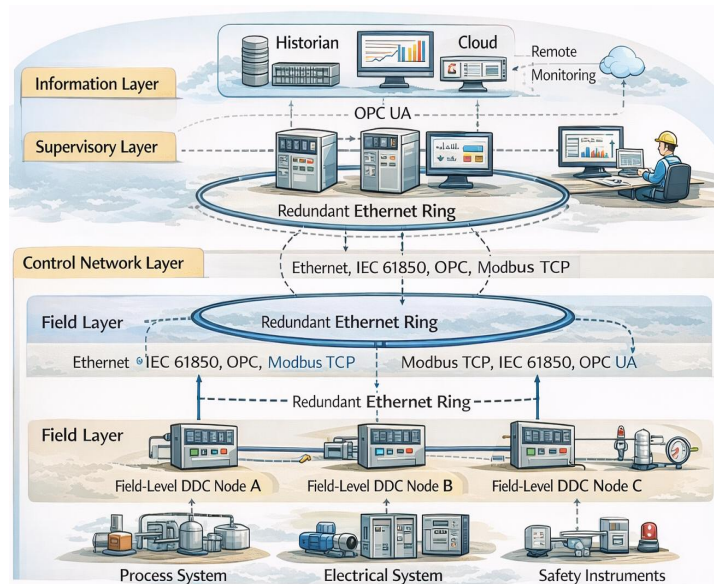 Historian
Cloud
Remote
Monitoring
Information Layer
OPC UA
Supervisory Layer
Redundant Ethernet Ring
Control Network Layer
Ethernet, IEC 61850, OPC, Modbus TCP
Field Layer
Redundant Ethernet Ring
Ethernet IEC 61850, OPC, Modbus TCP
Modbus TCP, IEC 61850, OPC UA
Redundant Ethernet Ring
Field Layer
Field-Level DDC Node A
Field-Level DDC Node B
Field-Level DDC Node C
Process System
Electrical System
Safety Instruments